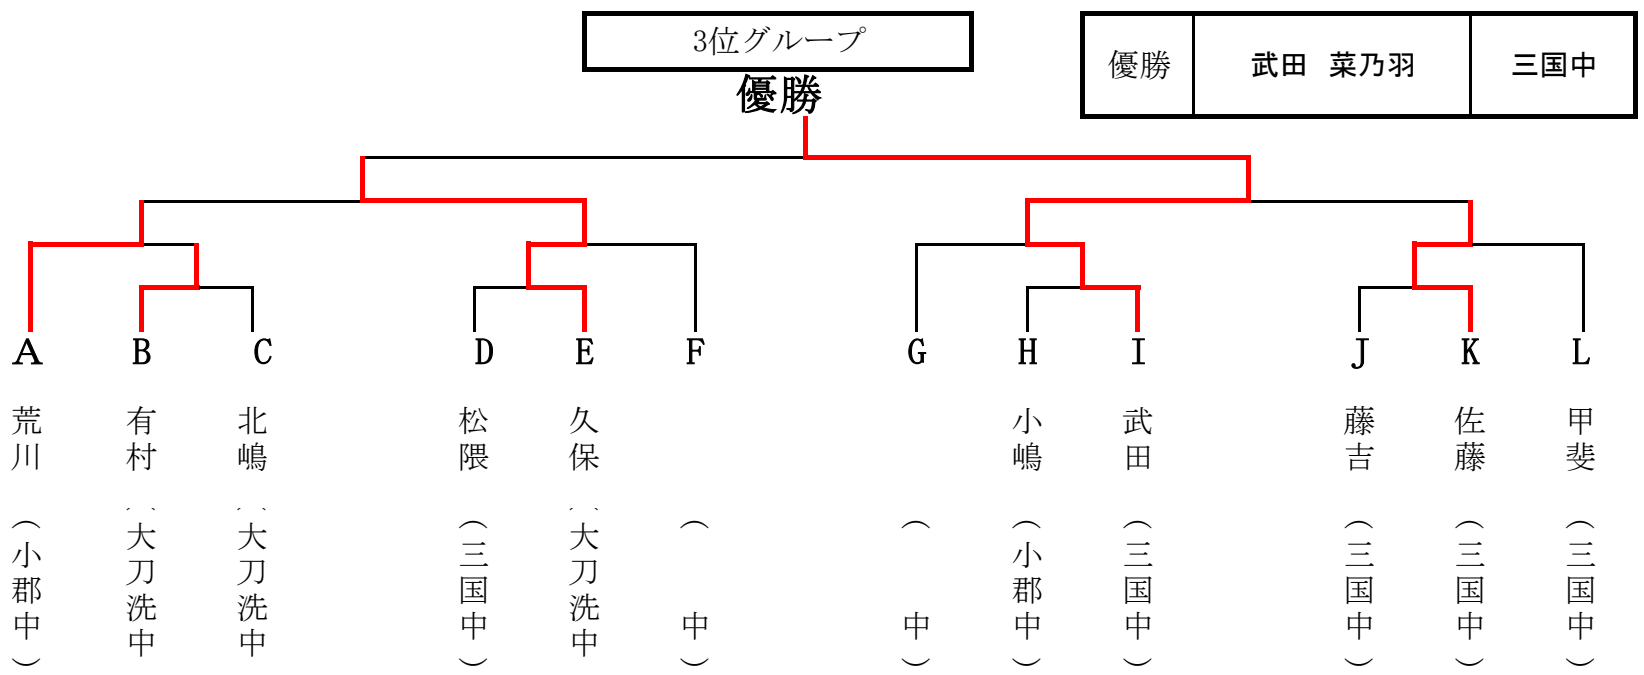 3位グループ
優勝
優勝 武田 菜乃羽 三国中
A B C D E F G H I J K L
荒川（小郡中）
有村（大刀洗中
北嶋（大刀洗中
松隈（三国中）
久保（大刀洗中
（ 中）
（ 中）
小嶋（小郡中）
武田（三国中）
藤吉（三国中）
佐藤（三国中）
甲斐（三国中）